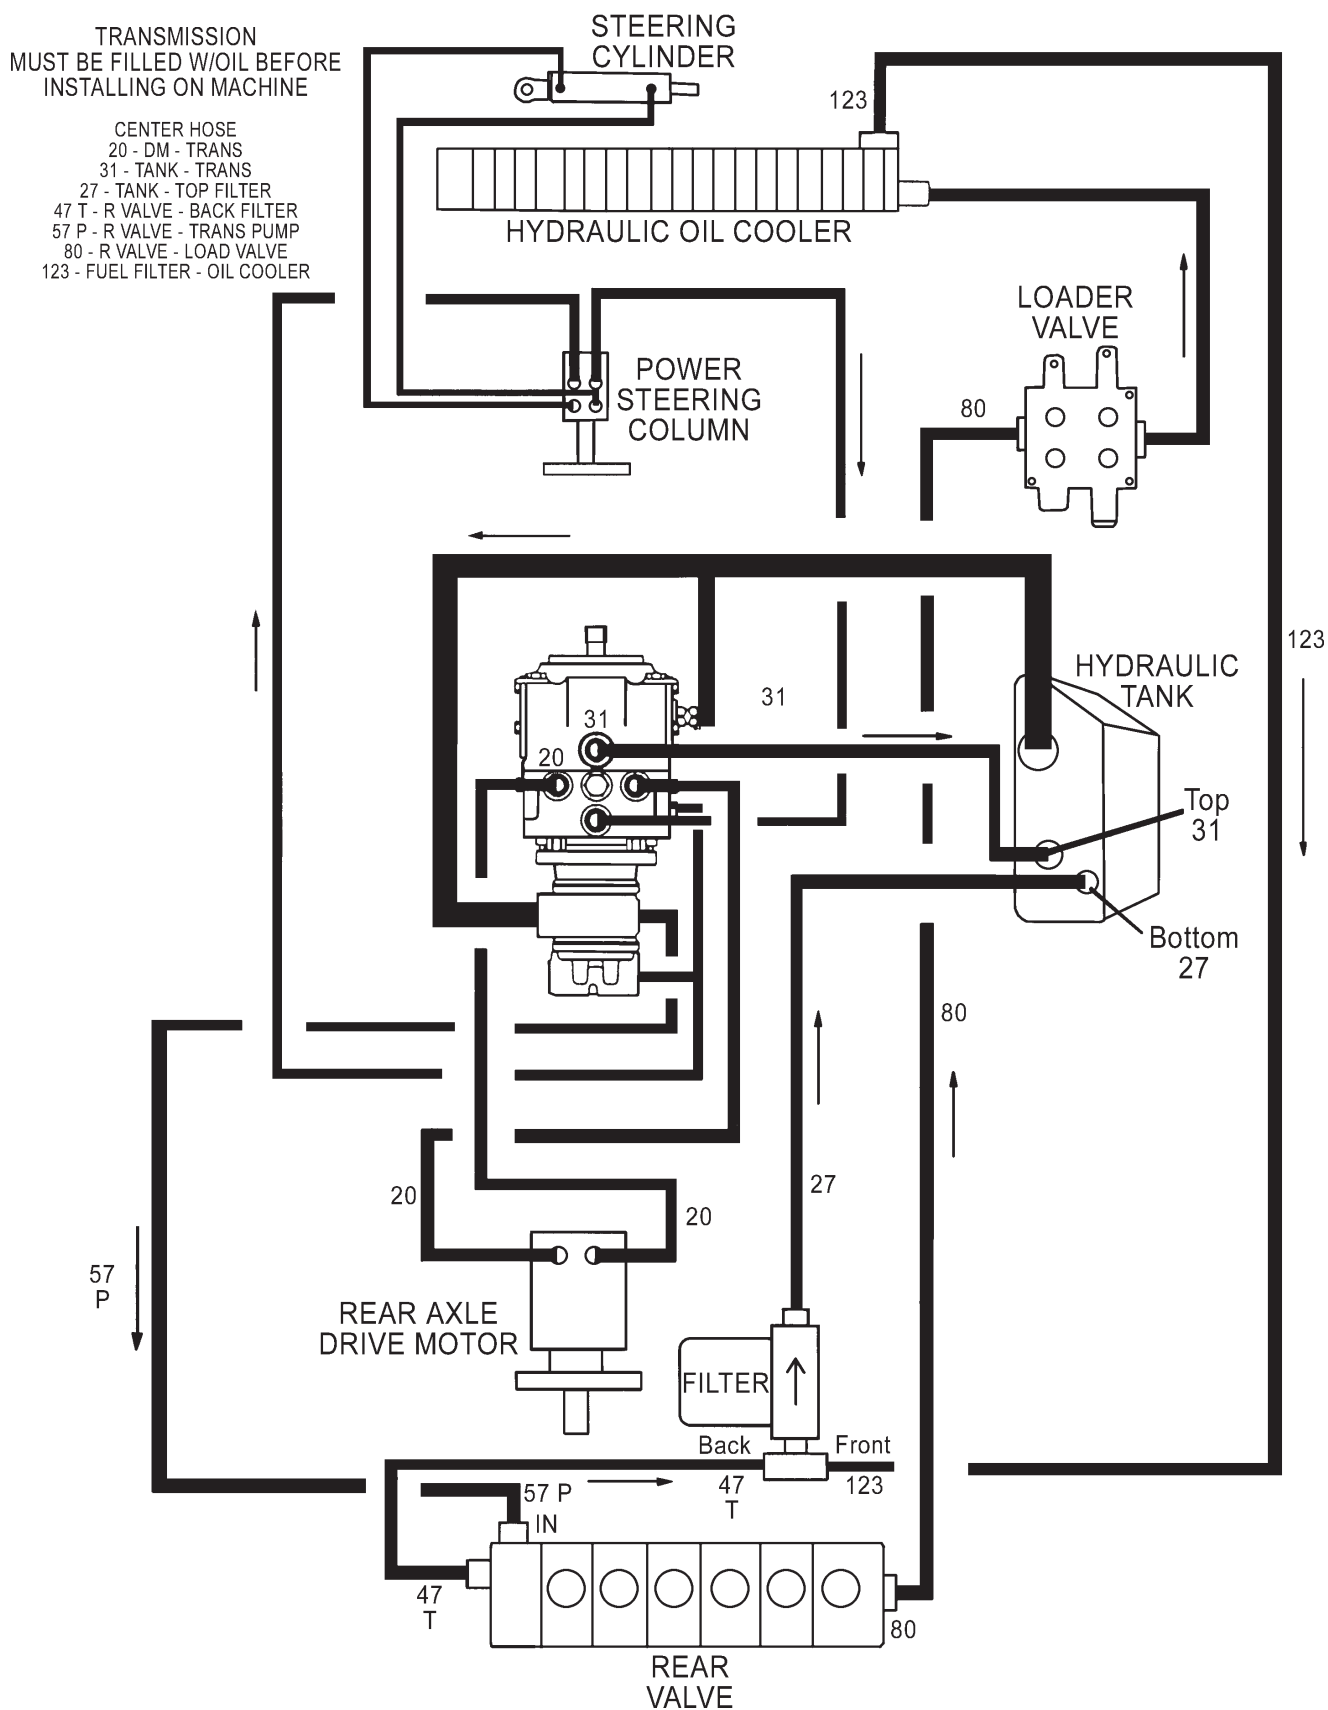 TRANSMISSION
MUST BE FILLED W/OIL BEFORE
INSTALLING ON MACHINE
CENTER HOSE
20 - DM - TRANS
31 - TANK - TRANS
27 - TANK - TOP FILTER
47 T - R VALVE - BACK FILTER
57 P - R VALVE - TRANS PUMP
80 - R VALVE - LOAD VALVE
123 - FUEL FILTER - OIL COOLER
STEERING
CYLINDER
123
HYDRAULIC OIL COOLER
LOADER
VALVE
POWER
STEERING
COLUMN
80
123
HYDRAULIC
TANK
31
31
20
Top
31
Bottom
27
80
27
20
20
57
P
REAR AXLE
DRIVE MOTOR
FILTER
Back
Front
47
T
123
57 P
IN
47
T
80
REAR
VALVE